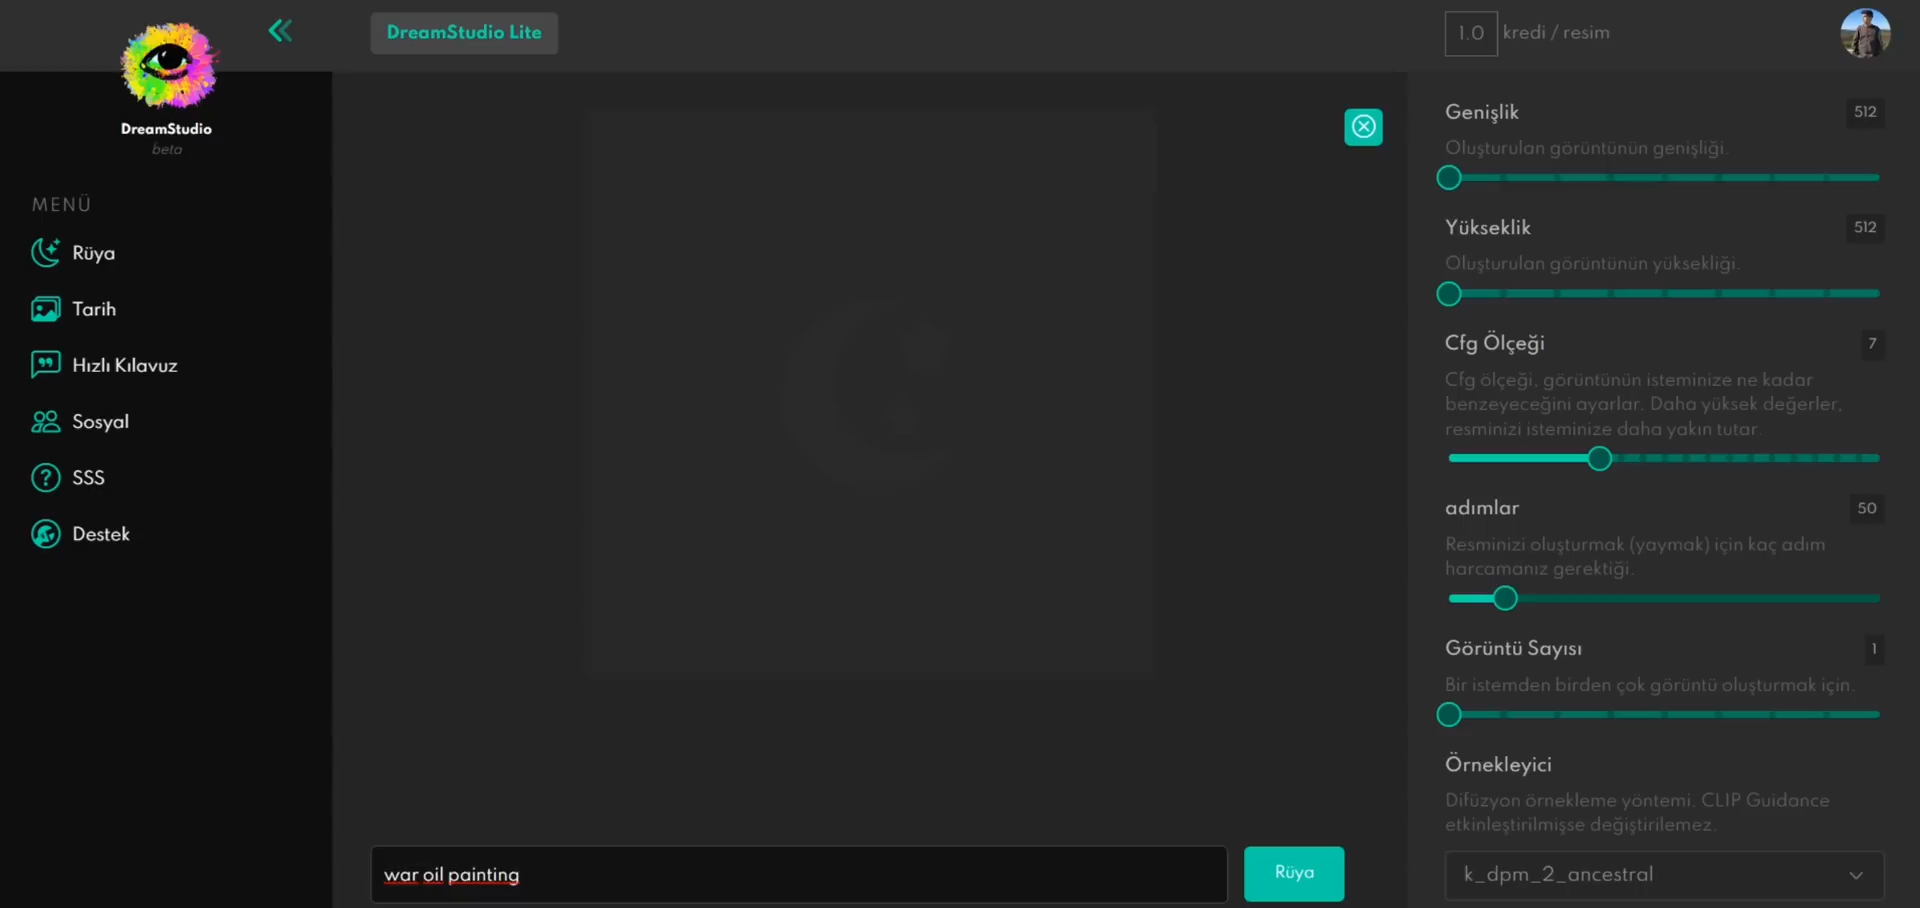 DreamStudio Lite
1.0 kredi / resim
DreamStudio
beta
MENÜ
Rüya
Tarih
Hızlı Kılavuz
Sosyal
SSS
Destek
war oil painting
Rüya
Genişlik 512
Oluşturulan görüntünün genişliği.
Yükseklik 512
Oluşturulan görüntünün yüksekliği.
Cfg Ölçeği 7
Cfg ölçeği, görüntünün isteminize ne kadar
benzeyeceğini ayarlar. Daha yüksek değerler,
resminizi isteminize daha yakın tutar.
adımlar 50
Resminizi oluşturmak (yaymak) için kaç adım
harcamanız gerektiği.
Görüntü Sayısı 1
Bir istemden birden çok görüntü oluşturmak için.
Örnekleyici
Difüzyon örnekleme yöntemi. CLIP Guidance
etkinleştirilmişse değiştirilemez.
k_dpm_2_ancestral